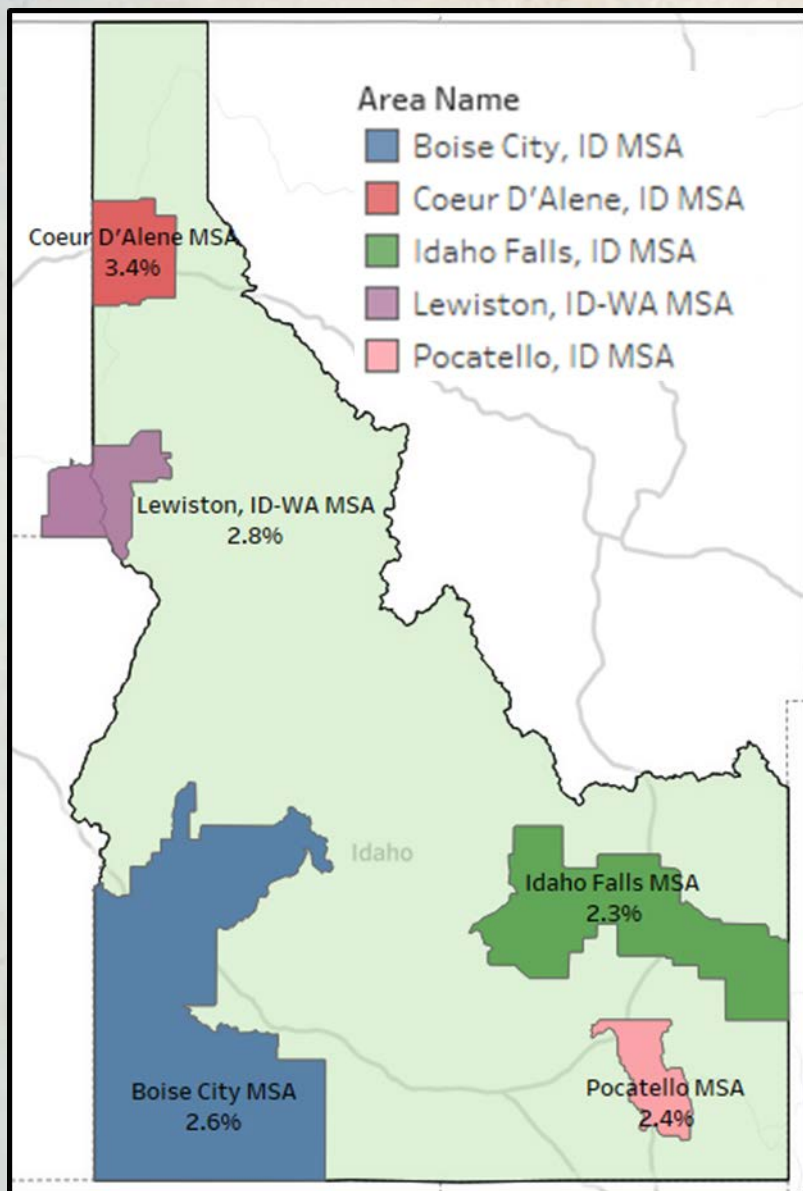 Area Name
Boise City, ID MSA
Coeur D'Alene, ID MSA
Idaho Falls, ID MSA
Lewiston, ID-WA MSA
Pocatello, ID MSA
Coeur D'Alene MSA
3.4%
Lewiston, ID-WA MSA
2.8%
Idaho
Idaho Falls MSA
2.3%
Boise City MSA
2.6%
Pocatello MSA
2.4%